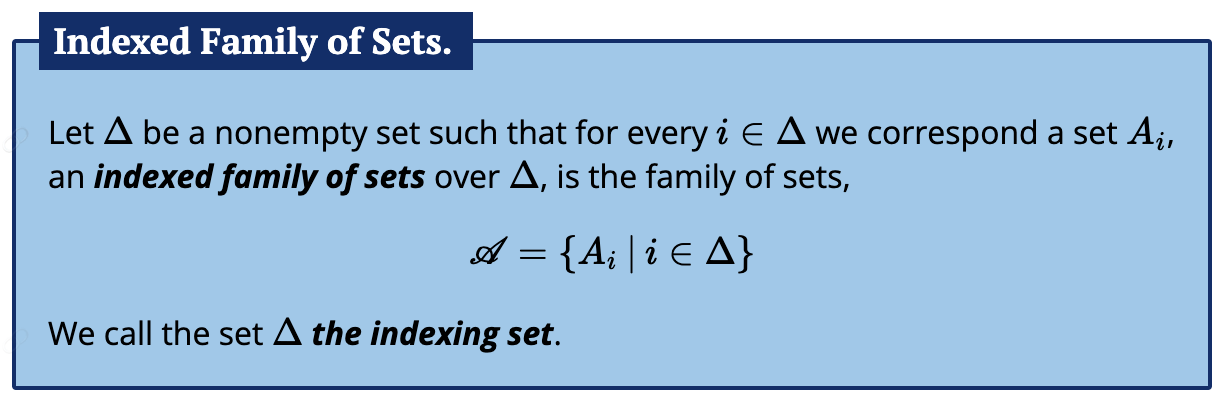 Indexed Family of Sets.
Let Δ be a nonempty set such that for every i ∈ Δ we correspond a set Aᵢ,
an indexed family of sets over Δ, is the family of sets,
𝒜 = {Aᵢ | i ∈ Δ}
We call the set Δ the indexing set.